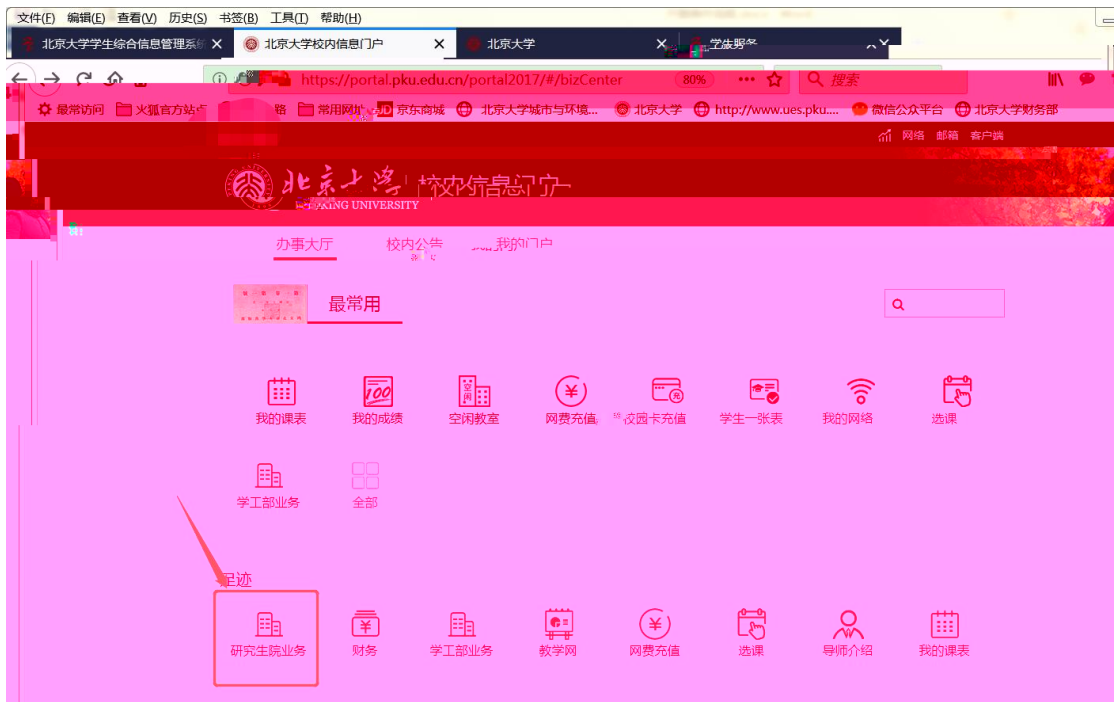 文件(F) 编辑(E) 查看(V) 历史(S) 书签(B) 工具(T) 帮助(H)
北京大学学生综合信息管理系统 北京大学校内信息门户 北京大学
https://portal.pku.edu.cn/portal2017/#/bizCenter 80% 搜索
最常访问 火狐官方站点 常用网址 京东商城 北京大学城市与环境... 北京大学 http://www.ues.pku.... 微信公众平台 北京大学财务部
网络 邮箱 客户端
北京大学 校内信息门户
UNIVERSITY
办事大厅 校内公告 我的门户
最常用
我的课表 我的成绩 空闲教室 网费充值 校园卡充值 学生一张表 我的网络 选课
学工部业务 全部
足迹
研究生院业务 财务 学工部业务 教学网 网费充值 选课 导师介绍 我的课表